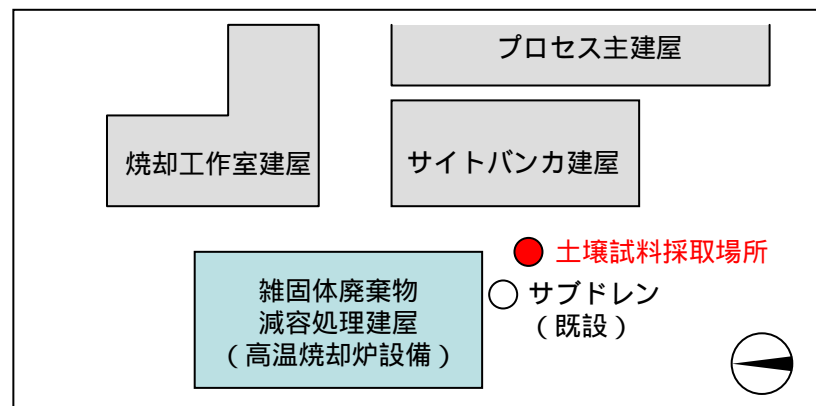 プロセス主建屋
焼却工作室建屋
サイトバンカ建屋
土壌試料採取場所
雑固体廃棄物
減容処理建屋
（高温焼却炉設備）
サブドレン
（既設）